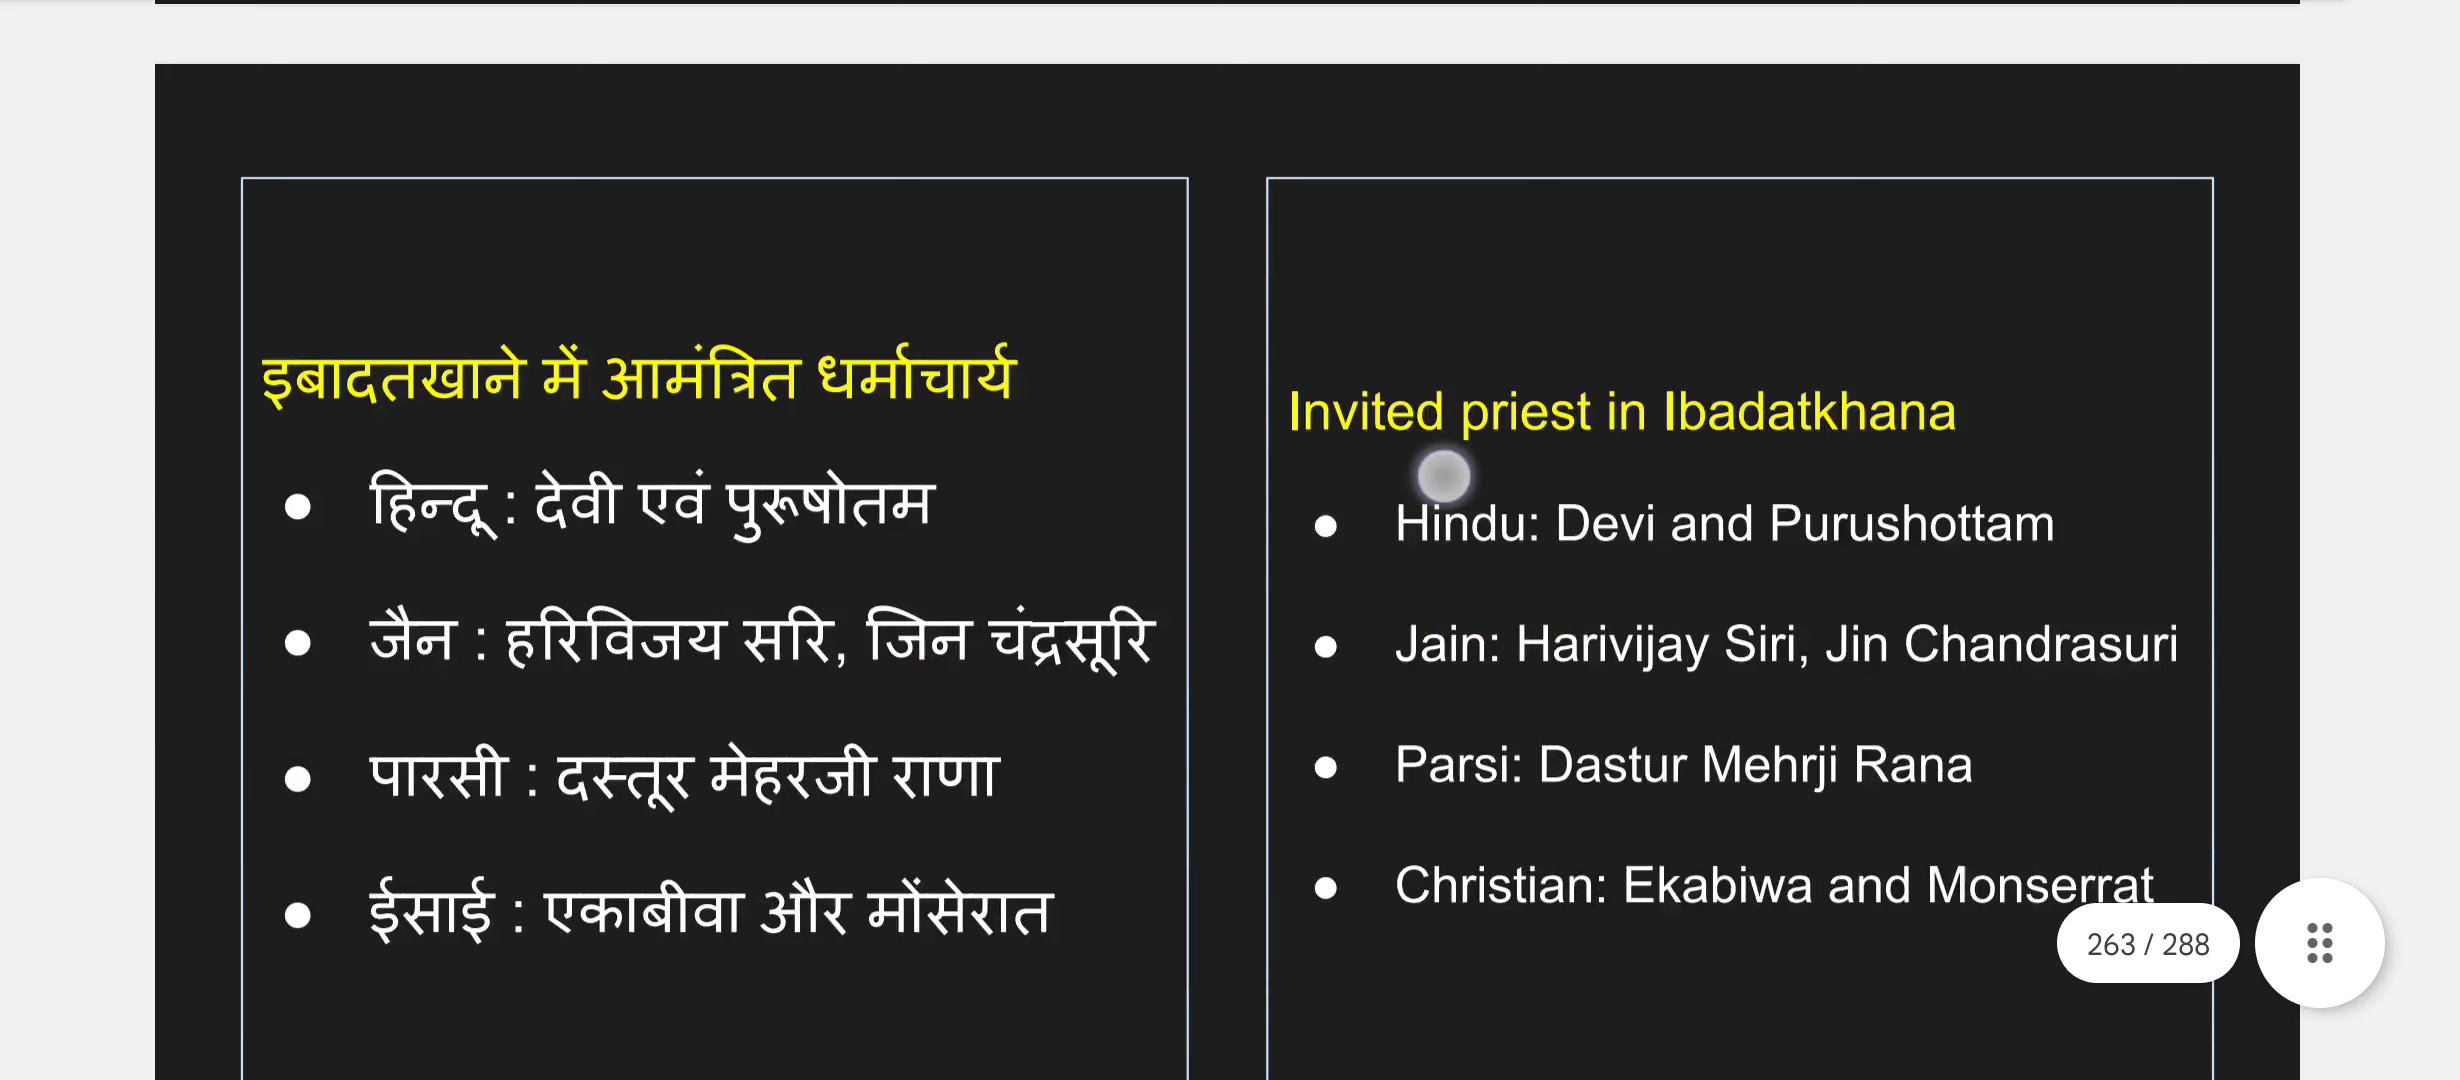 इबादतखाने में आमंत्रित धर्माचार्य
● हिन्दू : देवी एवं पुरूषोतम
● जैन : हरिविजय सरि, जिन चंद्रसूरि
● पारसी : दस्तूर मेहरजी राणा
● ईसाई : एकाबीवा और मोंसेरात
Invited priest in Ibadatkhana
● Hindu: Devi and Purushottam
● Jain: Harivijay Siri, Jin Chandrasuri
● Parsi: Dastur Mehrji Rana
● Christian: Ekabiwa and Monserrat
263 / 288